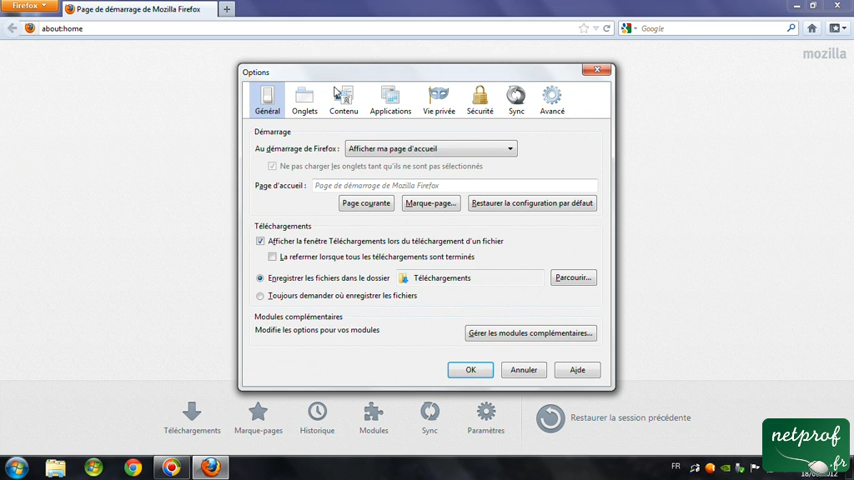 Firefox
Page de démarrage de Mozilla Firefox
about:home
Google
mozilla
Options
Général
Onglets
Contenu
Applications
Vie privée
Sécurité
Sync
Avancé
Démarrage
Au démarrage de Firefox : Afficher ma page d'accueil
Ne pas charger les onglets tant qu'ils ne sont pas sélectionnés
Page d'accueil : Page de démarrage de Mozilla Firefox
Page courante
Marque-page...
Restaurer la configuration par défaut
Téléchargements
Afficher la fenêtre Téléchargements lors du téléchargement d'un fichier
La refermer lorsque tous les téléchargements sont terminés
Enregistrer les fichiers dans le dossier
Téléchargements
Parcourir...
Toujours demander où enregistrer les fichiers
Modules complémentaires
Modifie les options pour vos modules
Gérer les modules complémentaires...
OK
Annuler
Aide
Téléchargements
Marque-pages
Historique
Modules
Sync
Paramètres
Restaurer la session précédente
FR
netprof
.fr